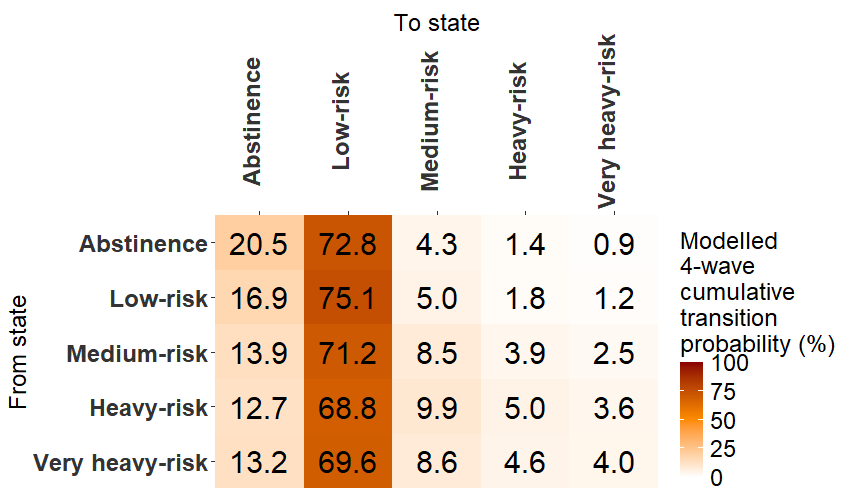 To state
Abstinence
Low-risk
Medium-risk
Heavy-risk
Very heavy-risk
From state
Abstinence 20.5 72.8 4.3 1.4 0.9
Low-risk 16.9 75.1 5.0 1.8 1.2
Medium-risk 13.9 71.2 8.5 3.9 2.5
Heavy-risk 12.7 68.8 9.9 5.0 3.6
Very heavy-risk 13.2 69.6 8.6 4.6 4.0
Modelled
4-wave
cumulative
transition
probability (%)
100
75
50
25
0